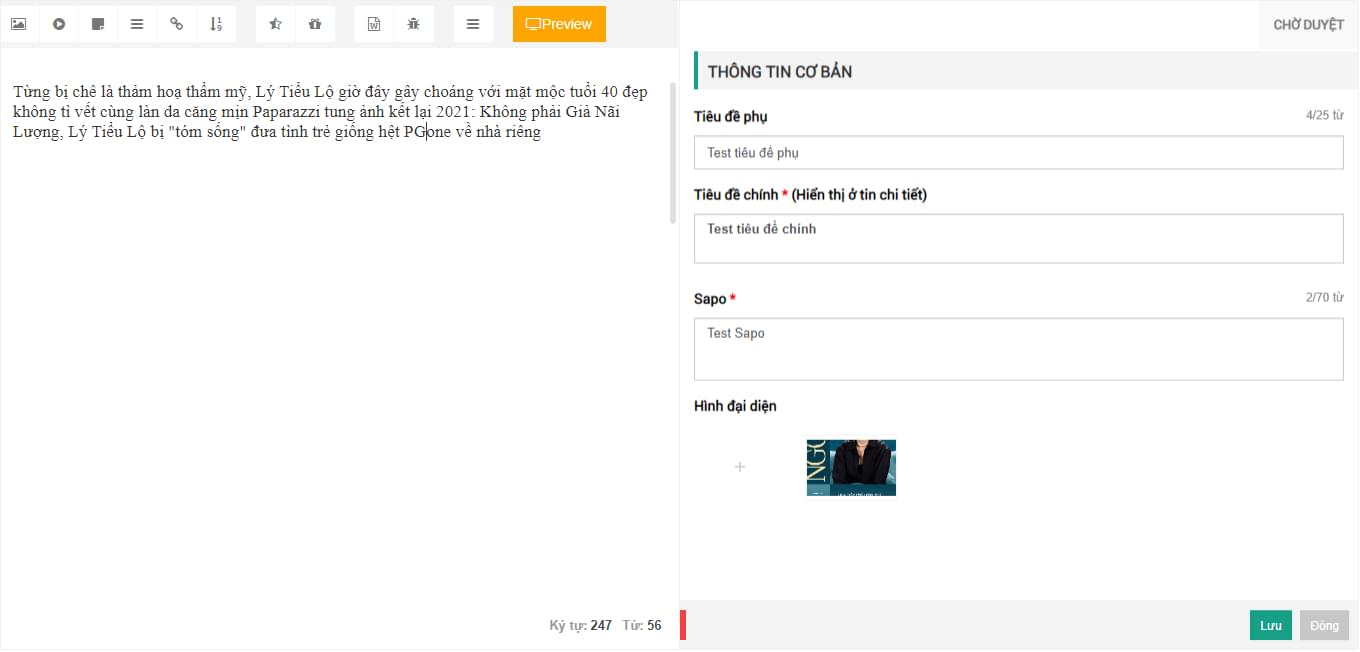 Preview
CHỜ DUYỆT
Từng bị chê là thảm hoạ thẩm mỹ, Lý Tiểu Lộ giờ đây gây choáng với mặt mộc tuổi 40 đẹp
không tì vết cùng làn da căng mịn Paparazzi tung ảnh kết lại 2021: Không phải Giả Nãi
Lượng, Lý Tiểu Lộ bị "tóm sống" đưa tình trẻ giống hệt PGone về nhà riêng
Ký tự: 247 Từ: 56
THÔNG TIN CƠ BẢN
Tiêu đề phụ
4/25 từ
Test tiêu đề phụ
Tiêu đề chính * (Hiển thị ở tin chi tiết)
Test tiêu đề chính
Sapo *
2/70 từ
Test Sapo
Hình đại diện
NGO
Lưu
Đóng